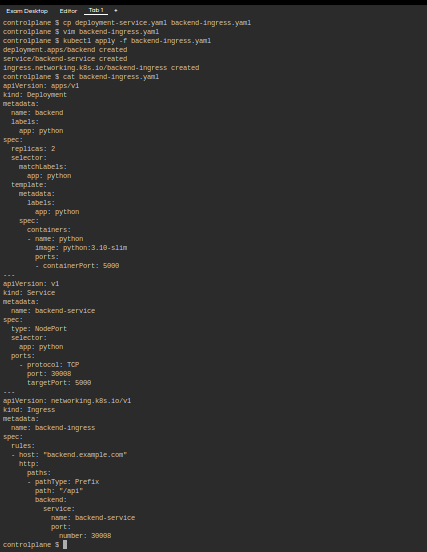 Exam Desktop Editor Tab 1 +
controlplane $ cp deployment-service.yaml backend-ingress.yaml
controlplane $ vim backend-ingress.yaml
controlplane $ kubectl apply -f backend-ingress.yaml
deployment.apps/backend created
service/backend-service created
ingress.networking.k8s.io/backend-ingress created
controlplane $ cat backend-ingress.yaml
apiVersion: apps/v1
kind: Deployment
metadata:
  name: backend
  labels:
    app: python
spec:
  replicas: 2
  selector:
    matchLabels:
      app: python
  template:
    metadata:
      labels:
        app: python
    spec:
      containers:
      - name: python
        image: python:3.10-slim
        ports:
        - containerPort: 5000
---
apiVersion: v1
kind: Service
metadata:
  name: backend-service
spec:
  type: NodePort
  selector:
    app: python
  ports:
    - protocol: TCP
      port: 30008
      targetPort: 5000
---
apiVersion: networking.k8s.io/v1
kind: Ingress
metadata:
  name: backend-ingress
spec:
  rules:
  - host: "backend.example.com"
    http:
      paths:
      - pathType: Prefix
        path: "/api"
        backend:
          service:
            name: backend-service
            port:
              number: 30008
controlplane $